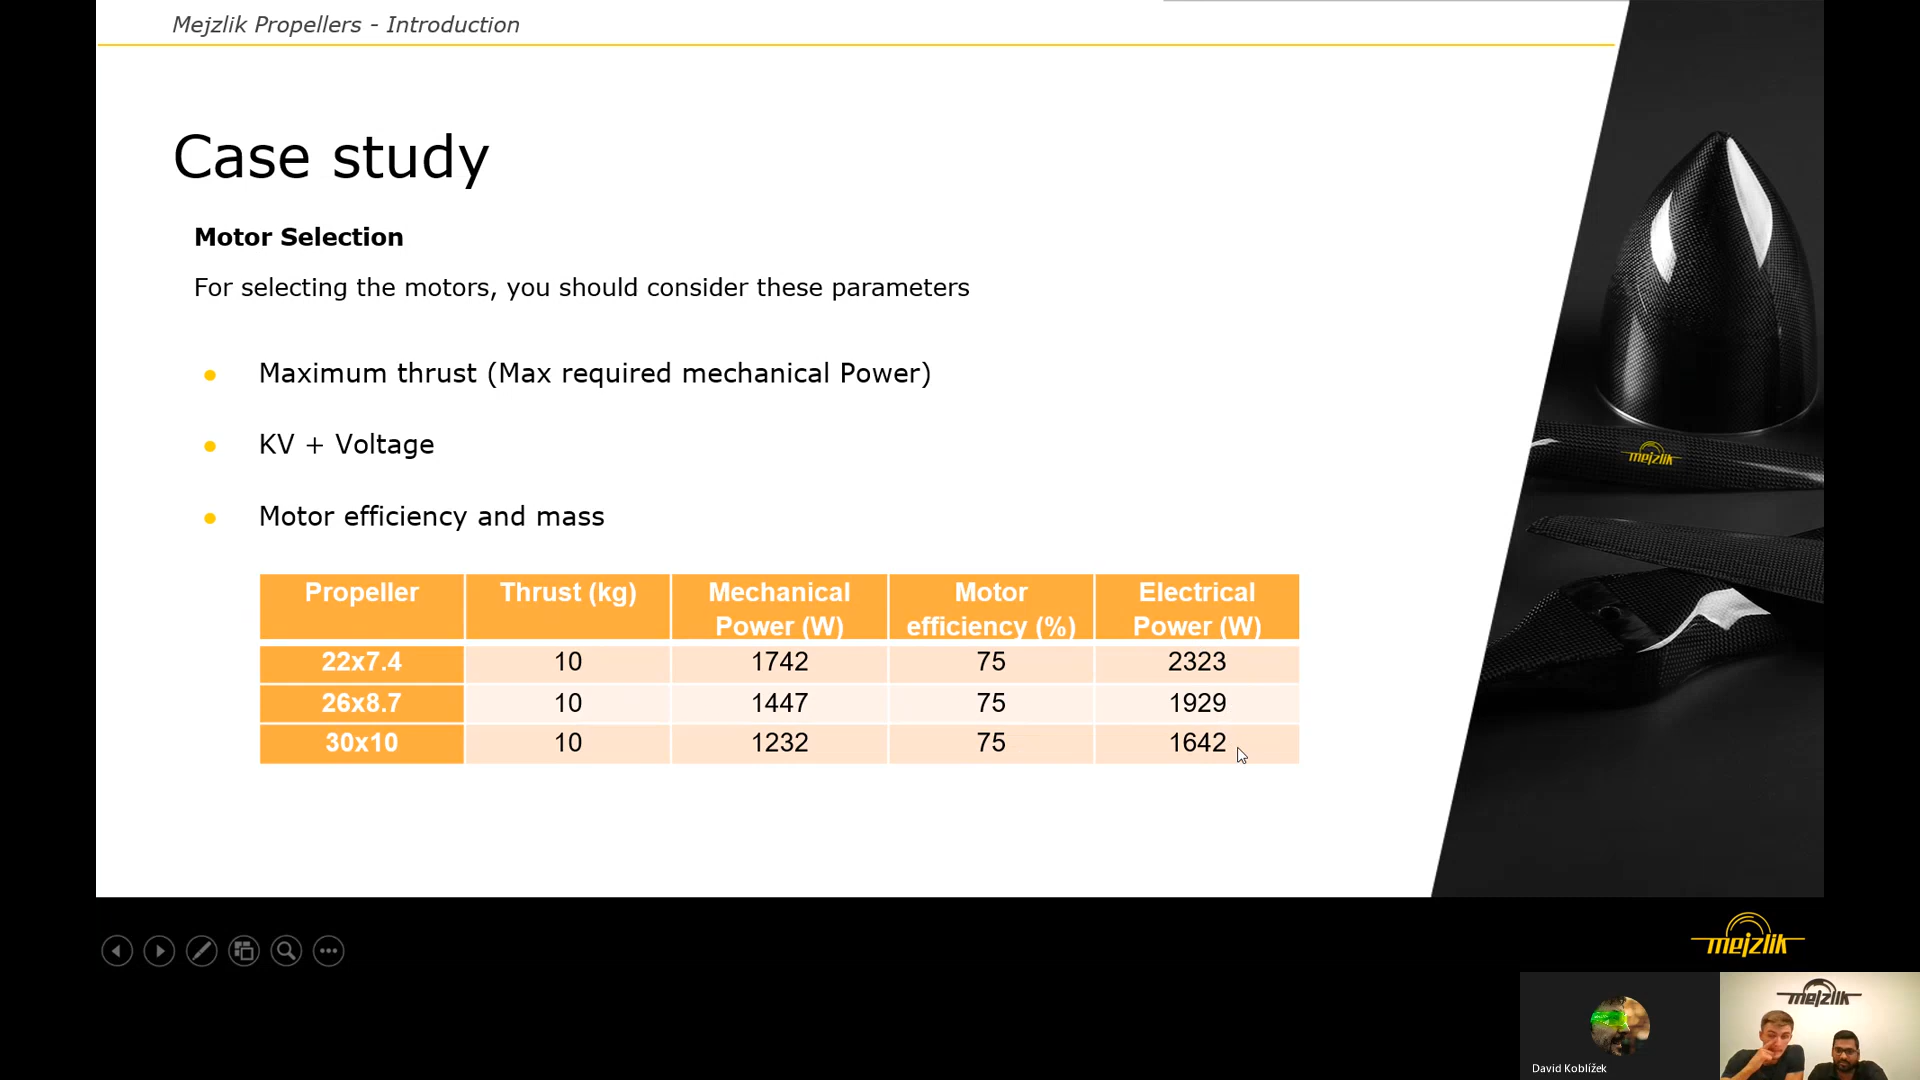 Mejzlik Propellers - Introduction
Case study
Motor Selection
For selecting the motors, you should consider these parameters
Maximum thrust (Max required mechanical Power)
KV + Voltage
Motor efficiency and mass
Propeller Thrust (kg) Mechanical Power (W) Motor efficiency (%) Electrical Power (W)
22x7.4 10 1742 75 2323
26x8.7 10 1447 75 1929
30x10 10 1232 75 1642
mejzlik
mejzlik
mejzlik
David Koblížek